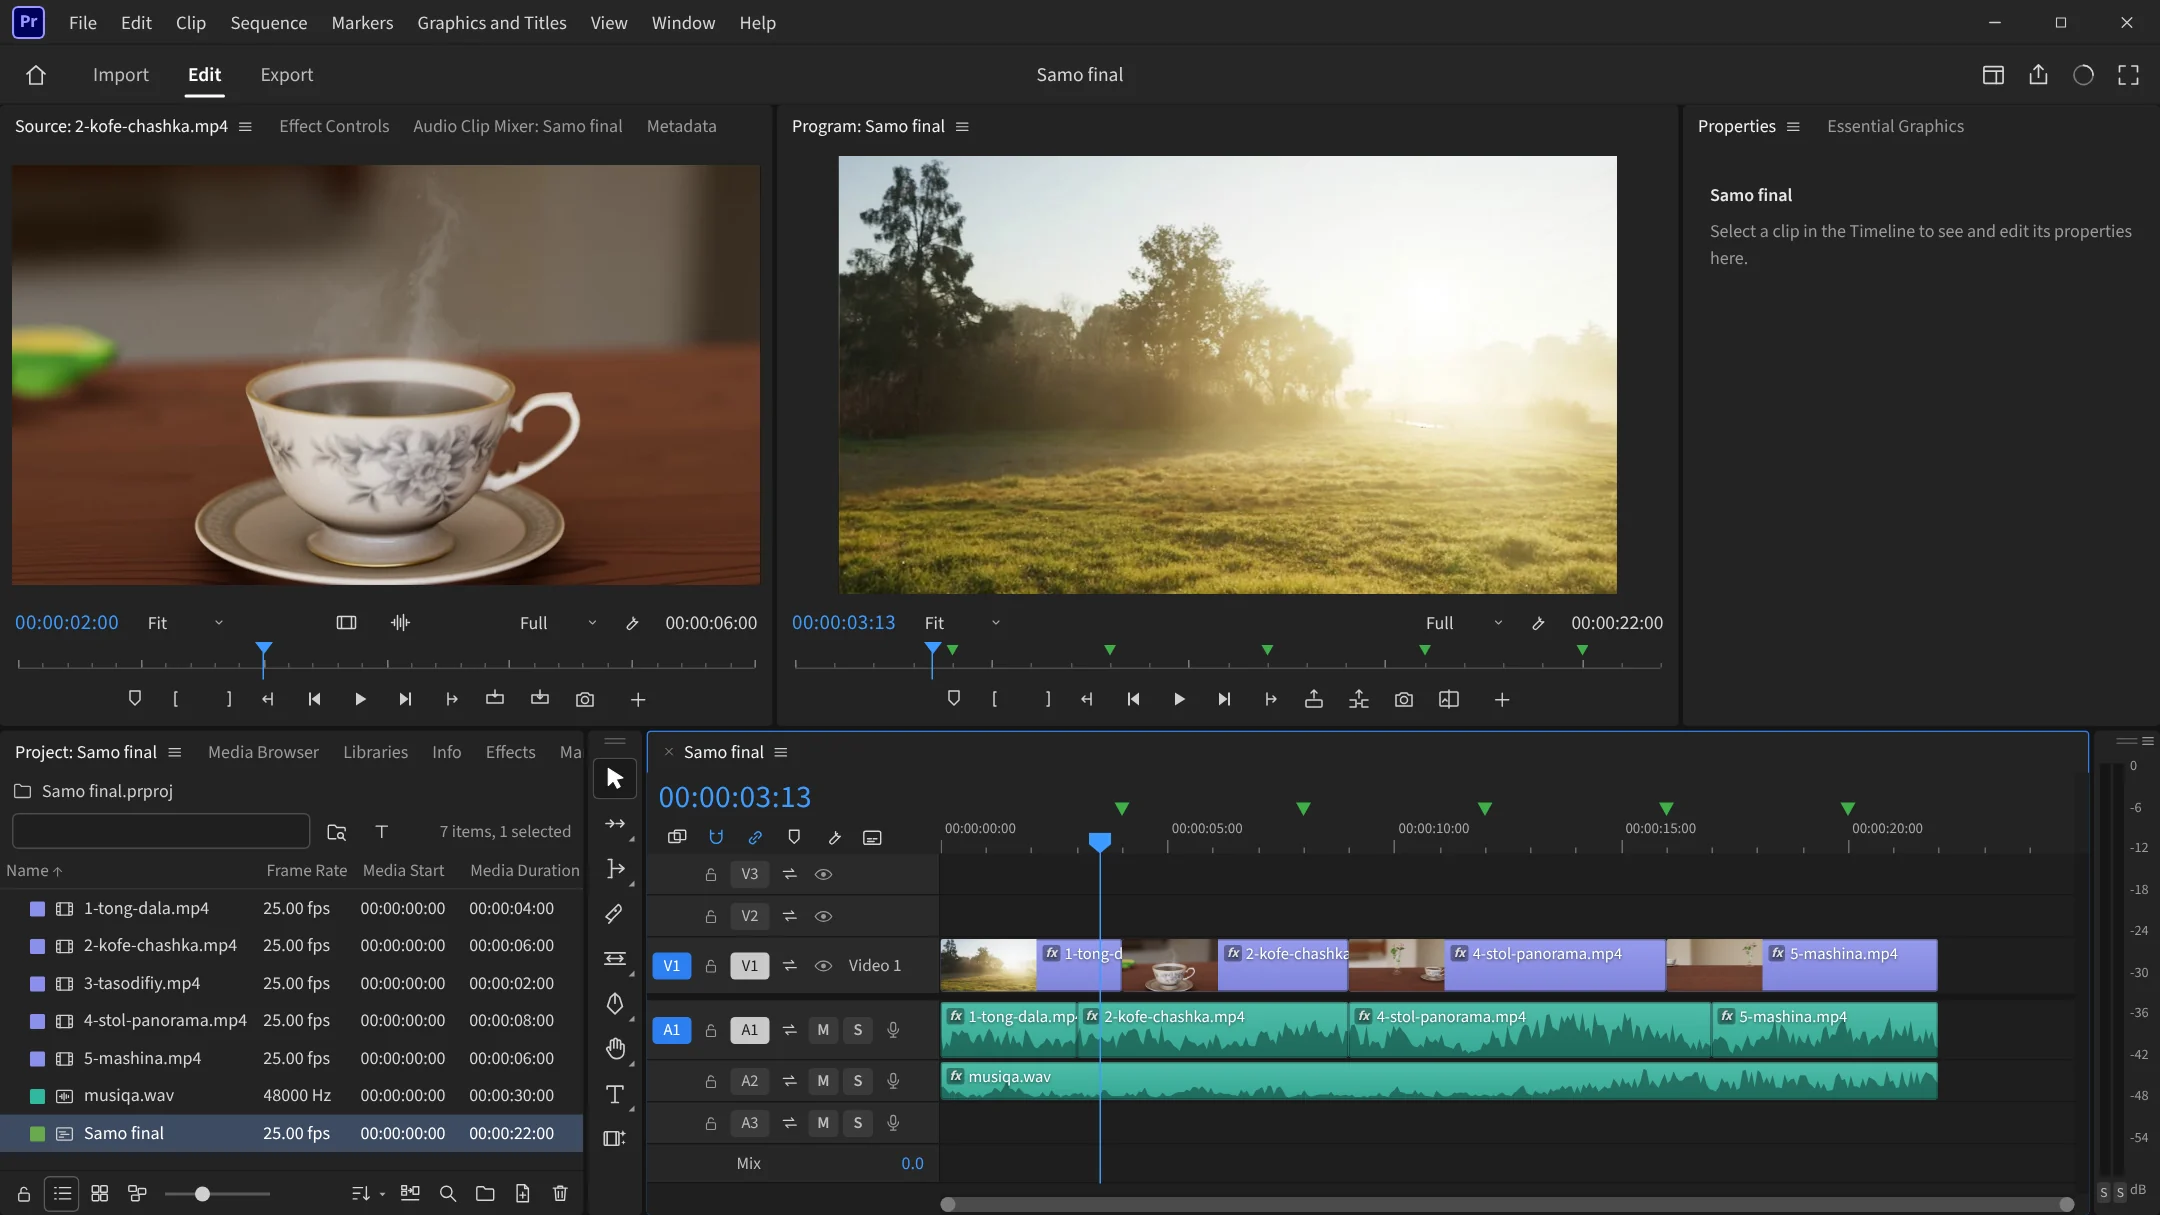 Pr File Edit Clip Sequence Markers Graphics and Titles View Window Help
Import Edit Export Samo final
Source: 2-kofe-chashka.mp4 Effect Controls Audio Clip Mixer: Samo final Metadata
Program: Samo final
Properties Essential Graphics
Samo final
Select a clip in the Timeline to see and edit its properties
here.
00:00:02:00 Fit Full 00:00:06:00
00:00:03:13 Fit Full 00:00:22:00
Project: Samo final Media Browser Libraries Info Effects Ma
Samo final.prproj
7 items, 1 selected
Name Frame Rate Media Start Media Duration
1-tong-dala.mp4 25.00 fps 00:00:00:00 00:00:04:00
2-kofe-chashka.mp4 25.00 fps 00:00:00:00 00:00:06:00
3-tasodifiy.mp4 25.00 fps 00:00:00:00 00:00:02:00
4-stol-panorama.mp4 25.00 fps 00:00:00:00 00:00:08:00
5-mashina.mp4 25.00 fps 00:00:00:00 00:00:06:00
musiqa.wav 48000 Hz 00:00:00:00 00:00:30:00
Samo final 25.00 fps 00:00:00:00 00:00:22:00
Samo final
00:00:03:13
00:00:00:00 00:00:05:00 00:00:10:00 00:00:15:00 00:00:20:00
V3
V2
V1 V1 Video 1 fx 1-tong-d fx 2-kofe-chashka fx 4-stol-panorama.mp4 fx 5-mashina.mp4
A1 A1 M S fx 1-tong-dala.mp fx 2-kofe-chashka.mp4 fx 4-stol-panorama.mp4 fx 5-mashina.mp4
A2 M S fx musiqa.wav
A3 M S
Mix 0.0
0
-6
-12
-18
-24
-30
-36
-42
-48
-54
S S dB